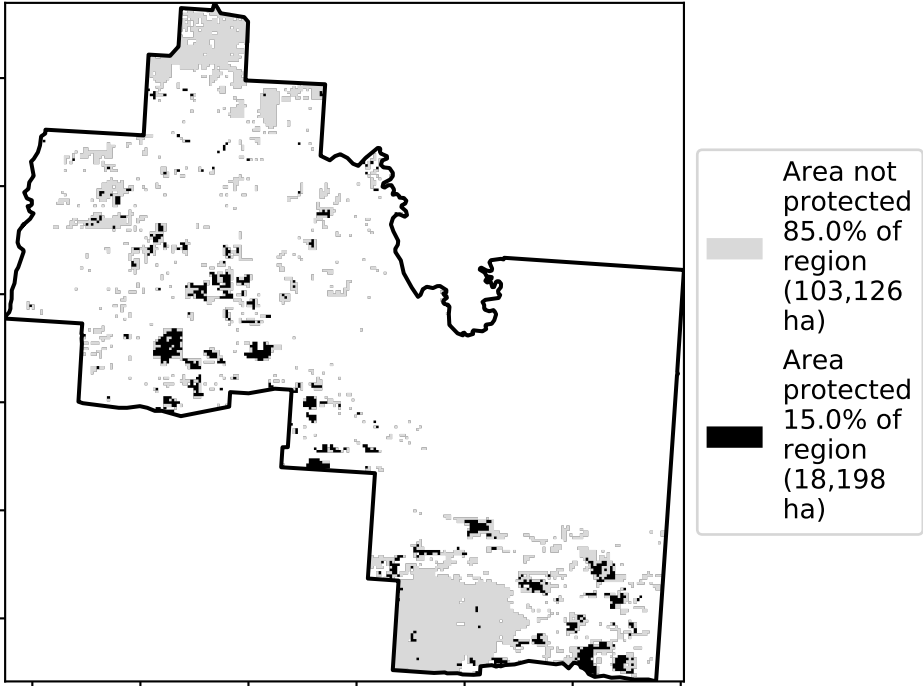 Area not
protected
85.0% of
region
(103,126
ha)
Area
protected
15.0% of
region
(18,198
ha)